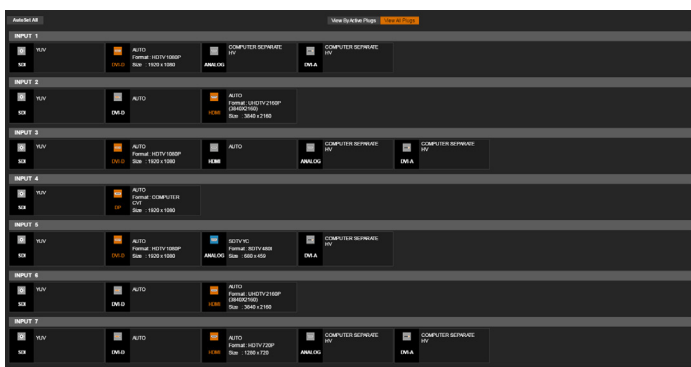 AutoSet All
View By Active Plugs View All Plugs
INPUT 1
YUV
SDI
AUTO
Format : HDTV 1080P
Size : 1920 x 1080
DVI-D
COMPUTER SEPARATE
HV
ANALOG
COMPUTER SEPARATE
HV
DVI-A
INPUT 2
YUV
SDI
AUTO
DVI-D
AUTO
Format : UHDTV 2160P
(3840X2160)
Size : 3840 x 2160
HDMI
INPUT 3
YUV
SDI
AUTO
Format : HDTV 1080P
Size : 1920 x 1080
DVI-D
AUTO
HDMI
COMPUTER SEPARATE
HV
ANALOG
COMPUTER SEPARATE
HV
DVI-A
INPUT 4
YUV
SDI
AUTO
Format : COMPUTER
CVT
Size : 1920 x 1080
DP
INPUT 5
YUV
SDI
AUTO
Format : HDTV 1080P
Size : 1920 x 1080
DVI-D
SDTV YC
Format : SDTV 480I
Size : 680 x 459
ANALOG
COMPUTER SEPARATE
HV
DVI-A
INPUT 6
YUV
SDI
AUTO
DVI-D
AUTO
Format : UHDTV 2160P
(3840X2160)
Size : 3840 x 2160
HDMI
INPUT 7
YUV
SDI
AUTO
DVI-D
AUTO
Format : HDTV 720P
Size : 1280 x 720
HDMI
COMPUTER SEPARATE
HV
ANALOG
COMPUTER SEPARATE
HV
DVI-A